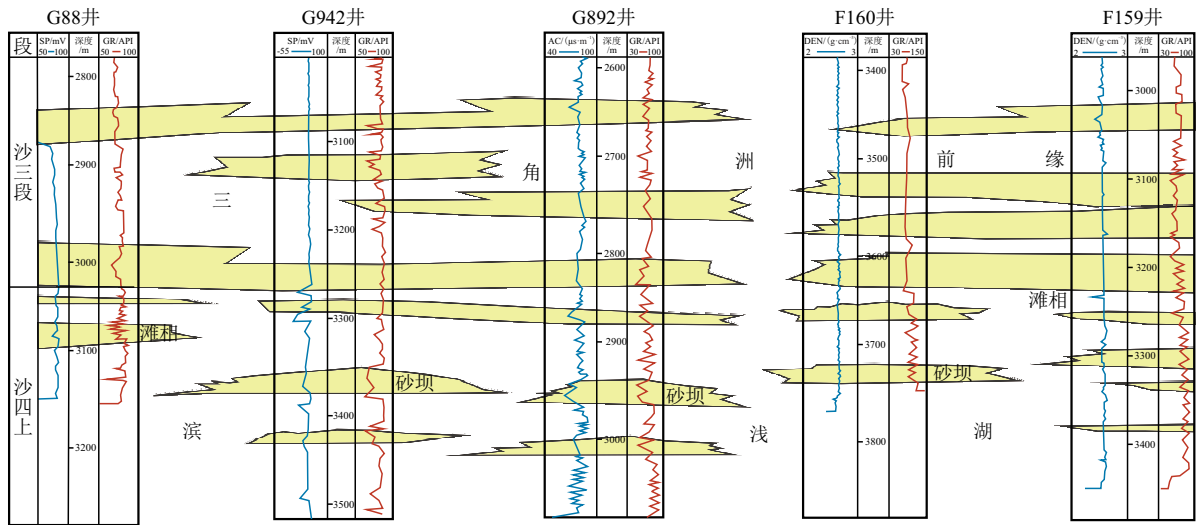 G88井 G942井 G892井 F160井 F159井
段 SP/mV 50 100 深度/m GR/API 50 100
SP/mV -55 100 深度/m GR/API 50 100
AC/(μs·m⁻¹) 40 100 深度/m GR/API 30 100
DEN/(g·cm⁻³) 2 3 深度/m GR/API 30 150
DEN/(g·cm⁻³) 2 3 深度/m GR/API 30 100
沙三段
沙四上
2800
2900
3000
3100
3200
3100
3200
3300
3400
3500
2600
2700
2800
2900
3000
3400
3500
3600
3700
3800
3000
3100
3200
3300
3400
三 角 洲 前 缘
滩相 滩相
砂坝 砂坝 砂坝
滨 浅 湖